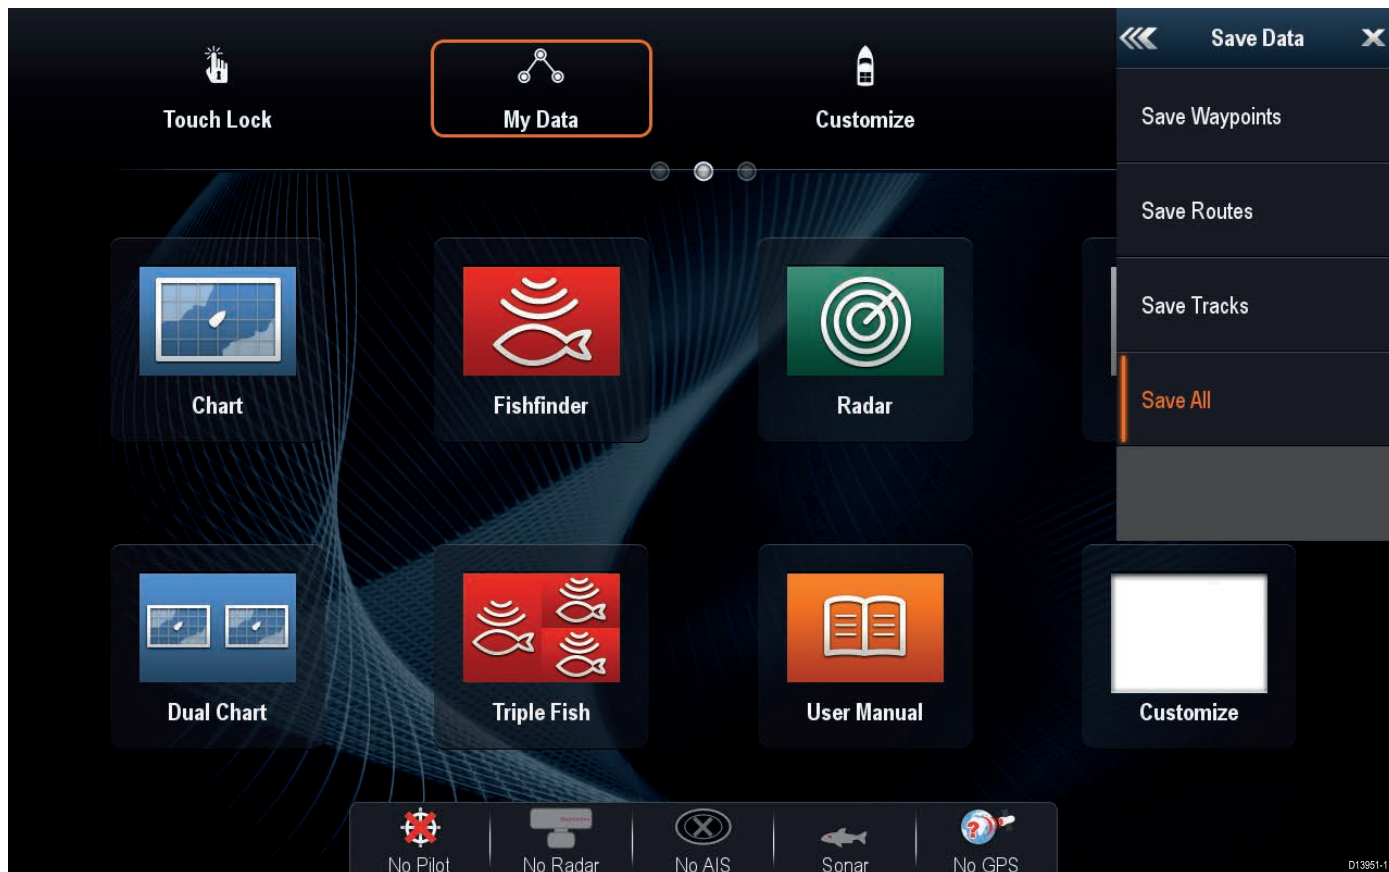 Save Data
Touch Lock
My Data
Customize
Save Waypoints
Save Routes
Save Tracks
Save All
Chart
Fishfinder
Radar
Dual Chart
Triple Fish
User Manual
Customize
No Pilot
No Radar
No AIS
Sonar
No GPS
D13951-1